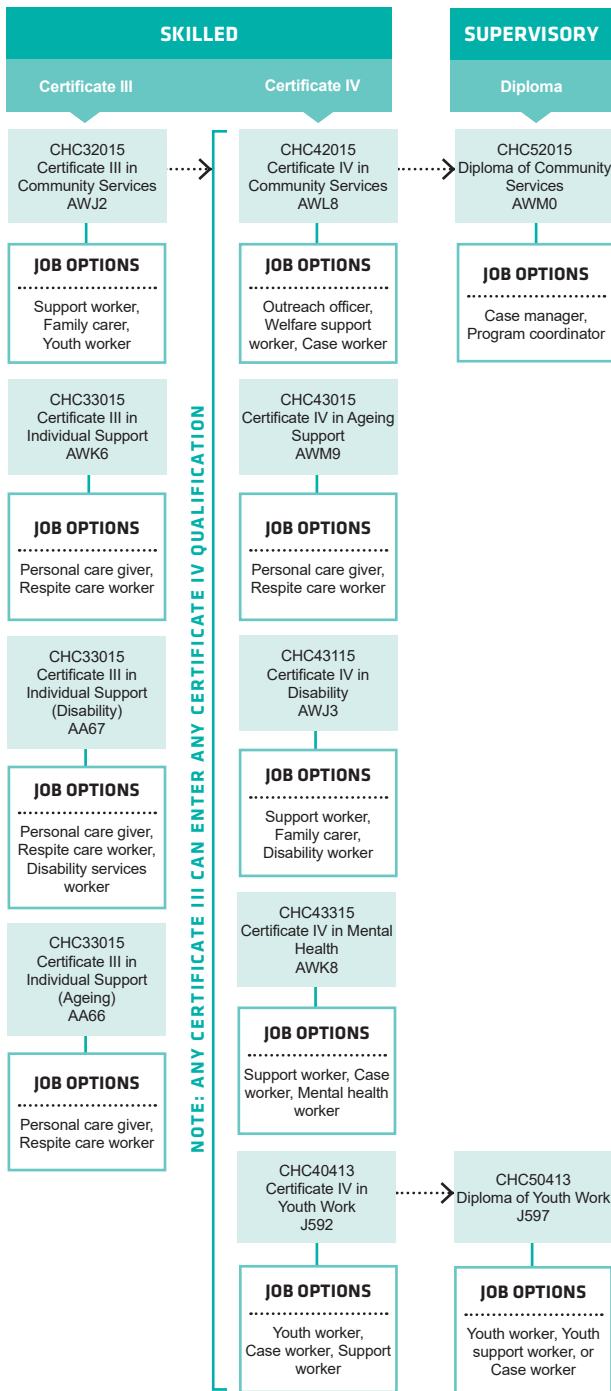 SKILLED
Certificate III
Certificate IV
SUPERVISORY
Diploma
CHC32015
Certificate III in
Community Services
AWJ2
JOB OPTIONS
Support worker,
Family carer,
Youth worker
CHC33015
Certificate III in
Individual Support
AWK6
JOB OPTIONS
Personal care giver,
Respite care worker
CHC33015
Certificate III in
Individual Support
(Disability)
AA67
JOB OPTIONS
Personal care giver,
Respite care worker,
Disability services
worker
CHC33015
Certificate III in
Individual Support
(Ageing)
AA66
JOB OPTIONS
Personal care giver,
Respite care worker
NOTE: ANY CERTIFICATE III CAN ENTER ANY CERTIFICATE IV QUALIFICATION
CHC42015
Certificate IV in
Community Services
AWL8
JOB OPTIONS
Outreach officer,
Welfare support
worker, Case worker
CHC43015
Certificate IV in Ageing
Support
AWM9
JOB OPTIONS
Personal care giver,
Respite care worker
CHC43115
Certificate IV in
Disability
AWJ3
JOB OPTIONS
Support worker,
Family carer,
Disability worker
CHC43315
Certificate IV in Mental
Health
AWK8
JOB OPTIONS
Support worker, Case
worker, Mental health
worker
CHC40413
Certificate IV in
Youth Work
J592
JOB OPTIONS
Youth worker,
Case worker, Support
worker
CHC52015
Diploma of Community
Services
AWM0
JOB OPTIONS
Case manager,
Program coordinator
CHC50413
Diploma of Youth Work
J597
JOB OPTIONS
Youth worker, Youth
support worker, or
Case worker